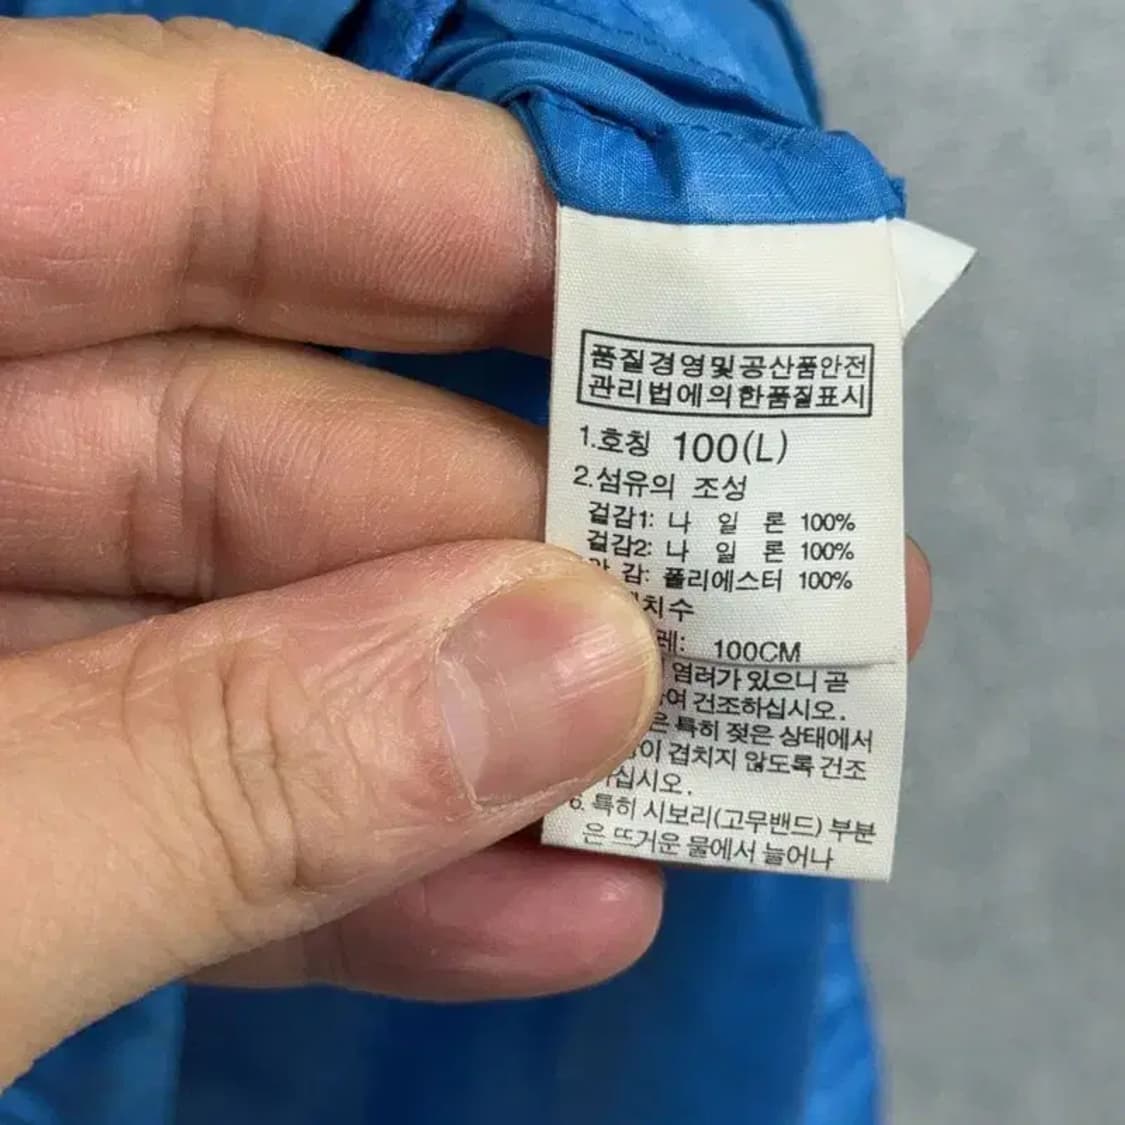 품질경영및공산품안전
관리법에의한품질표시
1.호칭 100(L)
2.섬유의 조성
겉감1: 나 일 론 100%
겉감2: 나 일 론 100%
감: 폴리에스터 100%
치수
레: 100CM
염려가 있으니 곧
여 건조하십시오.
은 특히 젖은 상태에서
이 겹치지 않도록 건조
십시오.
6. 특히 시보리(고무밴드) 부분
은 뜨거운 물에서 늘어나